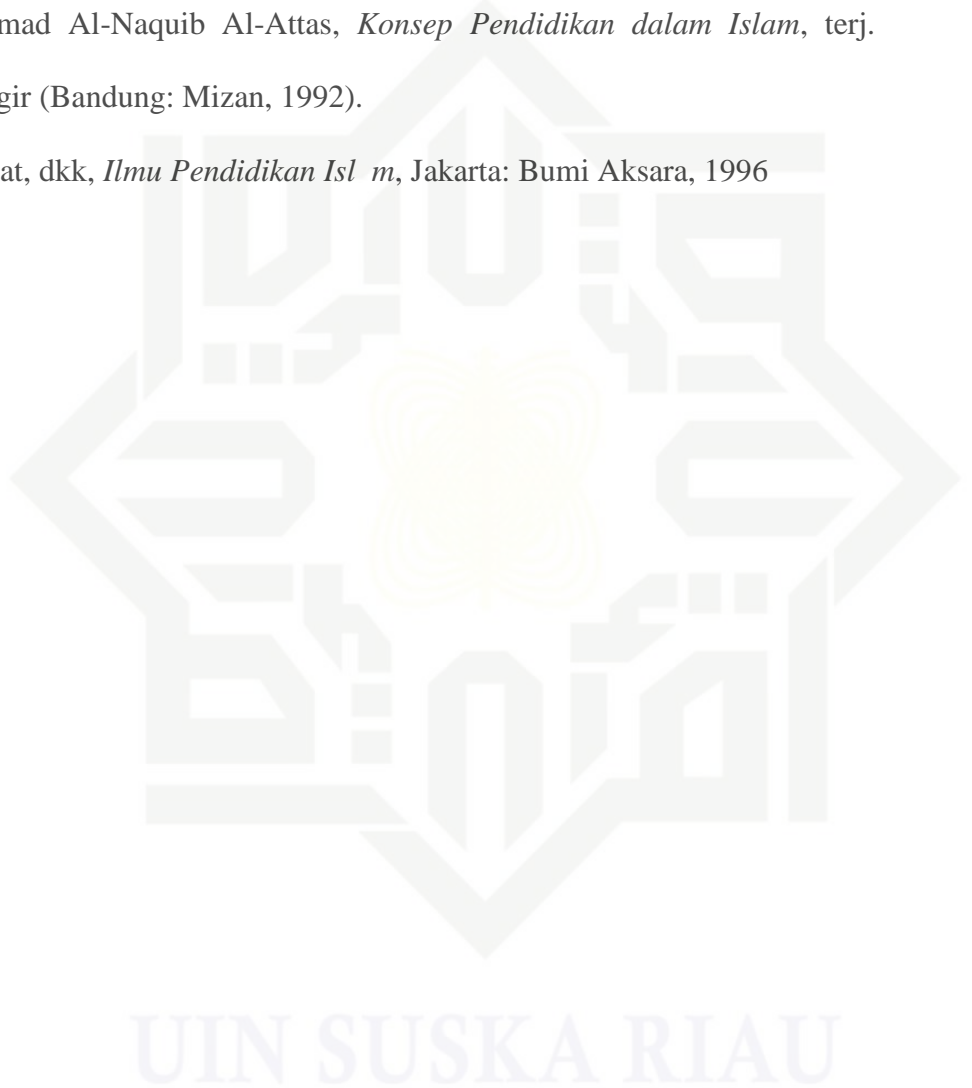 mad Al-Naquib Al-Attas, Konsep Pendidikan dalam Islam, terj.
gir (Bandung: Mizan, 1992).
at, dkk, Ilmu Pendidikan Isl m, Jakarta: Bumi Aksara, 1996
UIN SUSKA RIAU